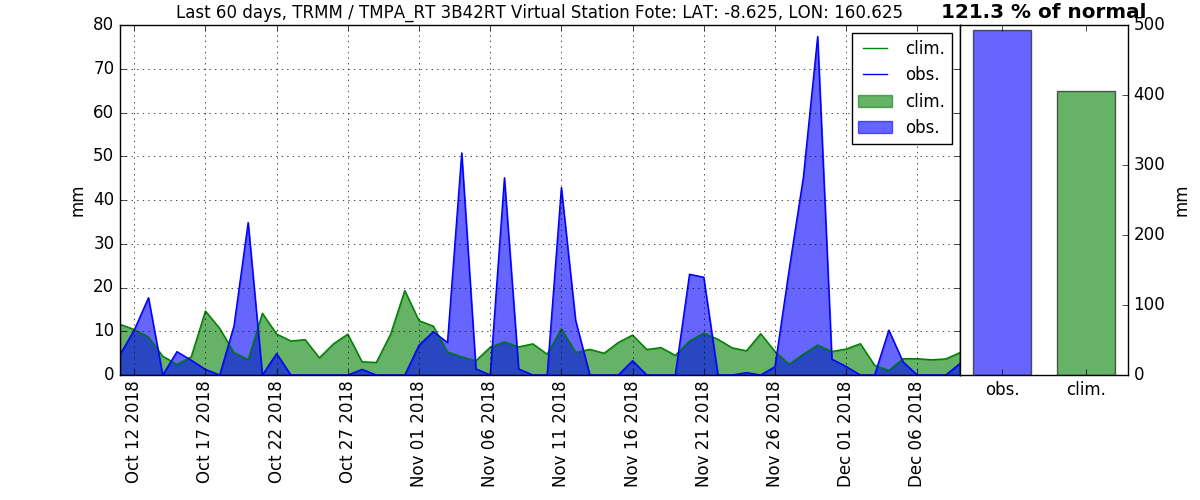 Last 60 days, TRMM / TMPA_RT 3B42RT Virtual Station Fote: LAT: -8.625, LON: 160.625
121.3 % of normal
80
70
60
50
40
30
20
10
0
mm
clim.
obs.
clim.
obs.
500
400
300
200
100
0
mm
Oct 12 2018
Oct 17 2018
Oct 22 2018
Oct 27 2018
Nov 01 2018
Nov 06 2018
Nov 11 2018
Nov 16 2018
Nov 21 2018
Nov 26 2018
Dec 01 2018
Dec 06 2018
obs.
clim.